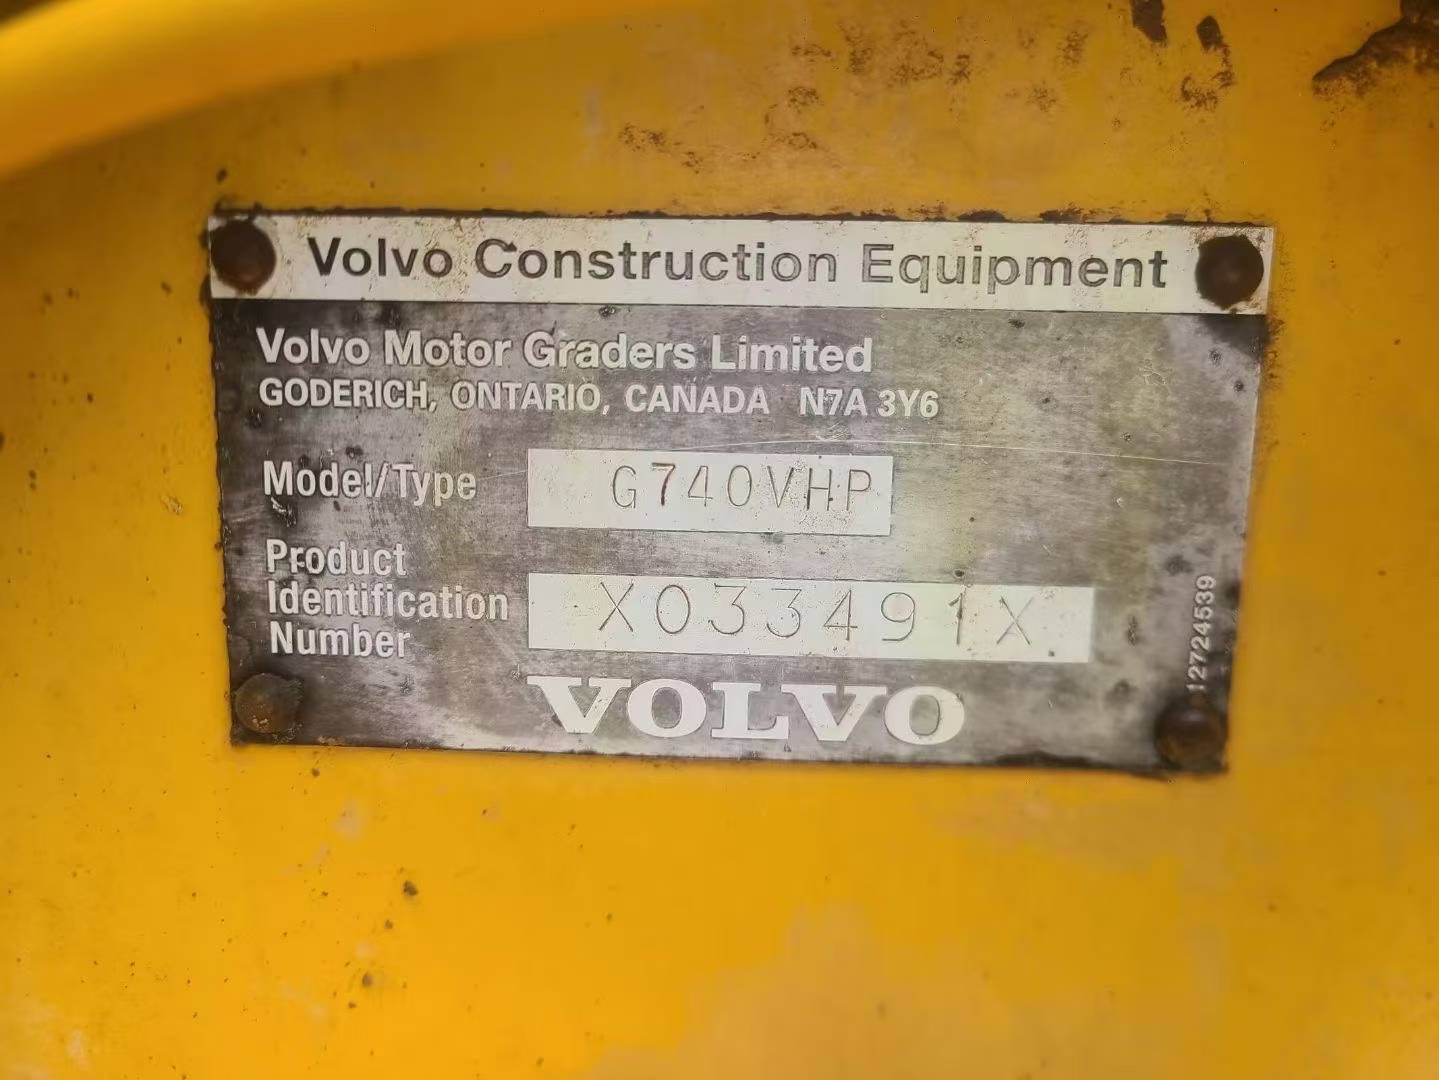 Volvo Construction Equipment
Volvo Motor Graders Limited
GODERICH, ONTARIO, CANADA N7A 3Y6
Model/Type G740VHP
Product
Identification X033491X
Number
VOLVO
12724539